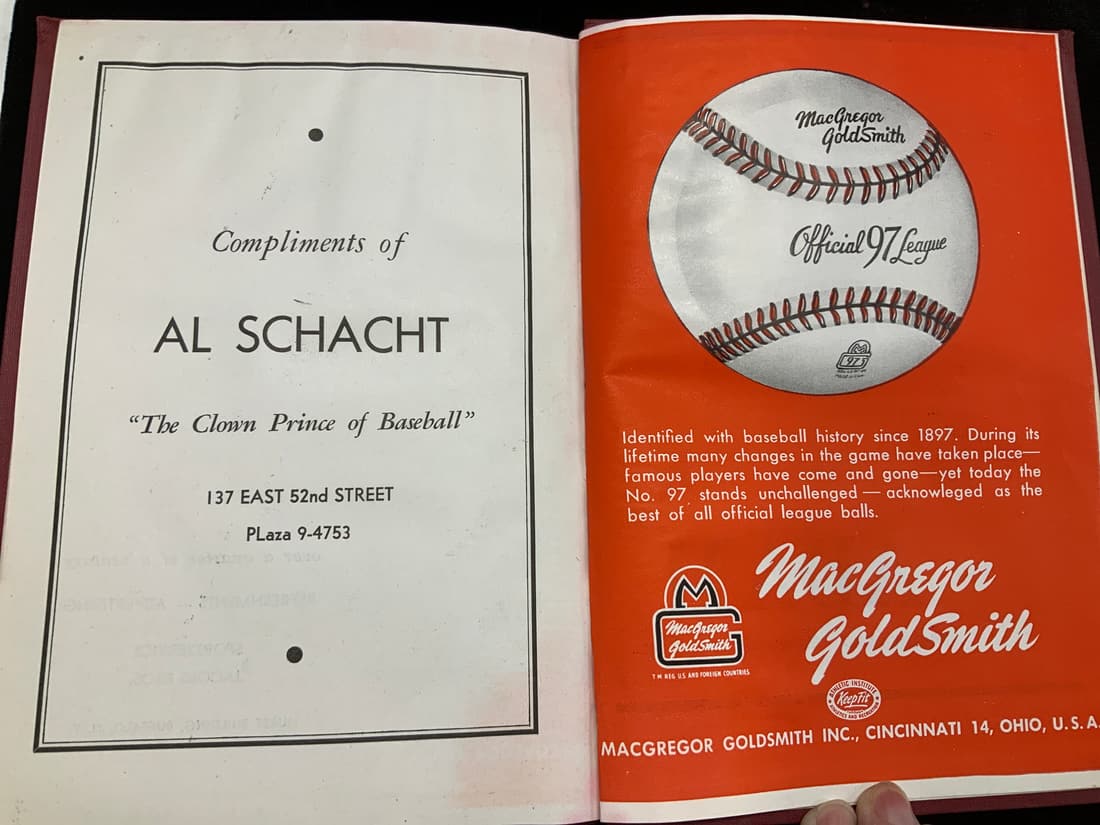 Compliments of
AL SCHACHT
“The Clown Prince of Baseball”
137 EAST 52nd STREET
PLaza 9-4753
MacGregor
GoldSmith
Official 97 League
M
97
Identified with baseball history since 1897. During its
lifetime many changes in the game have taken place—
famous players have come and gone—yet today the
No. 97 stands unchallenged — acknowleged as the
best of all official league balls.
MacGregor
GoldSmith
M
MacGregor
GoldSmith
T M REG U.S AND FOREIGN COUNTRIES
ATHLETIC INSTITUTE
Keep Fit
MACGREGOR GOLDSMITH INC., CINCINNATI 14, OHIO, U.S.A.